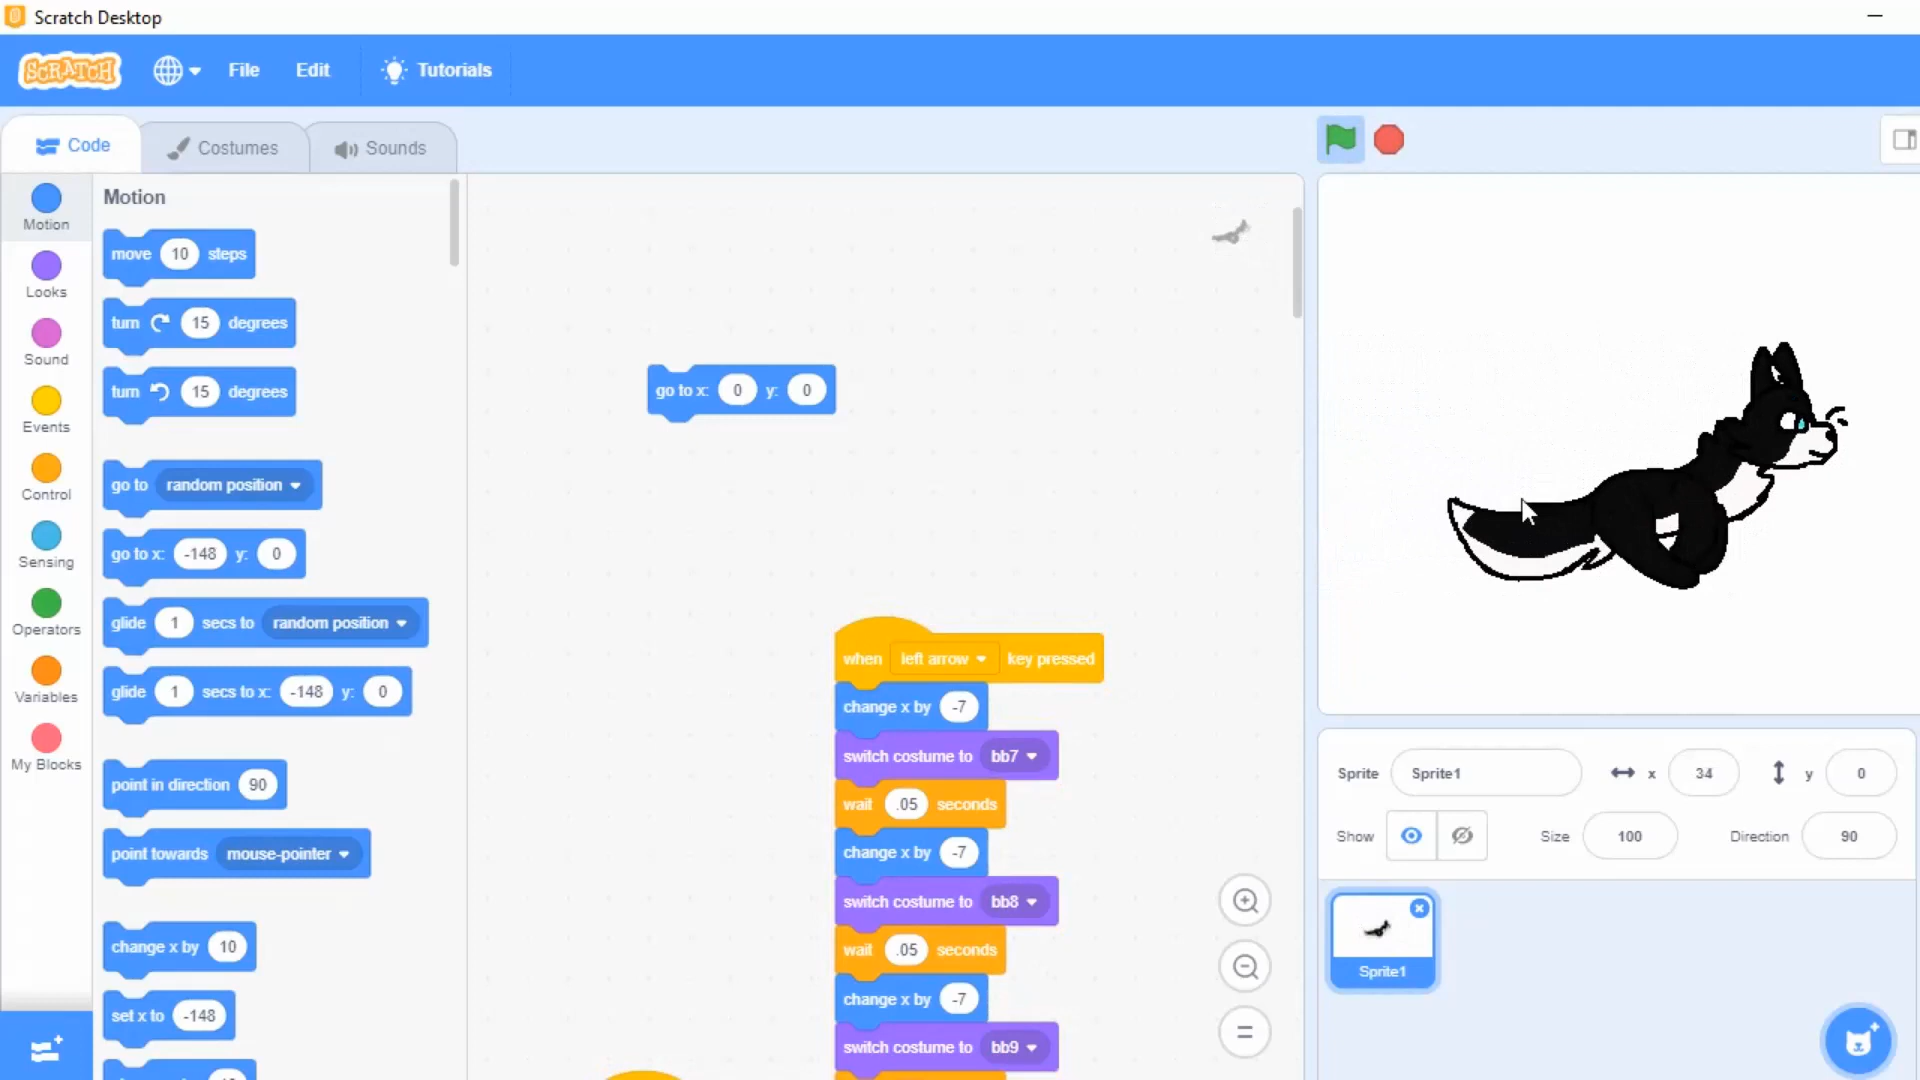 Scratch Desktop
SCRATCH
File
Edit
Tutorials
Code
Costumes
Sounds
Motion
Looks
Sound
Events
Control
Sensing
Operators
Variables
My Blocks
Motion
move 10 steps
turn 15 degrees
turn 15 degrees
go to random position
go to x: -148 y: 0
glide 1 secs to random position
glide 1 secs to x: -148 y: 0
point in direction 90
point towards mouse-pointer
change x by 10
set x to -148
go to x: 0 y: 0
when left arrow key pressed
change x by -7
switch costume to bb7
wait .05 seconds
change x by -7
switch costume to bb8
wait .05 seconds
change x by -7
switch costume to bb9
Sprite Sprite1 x 34 y 0
Show Size 100 Direction 90
Sprite1